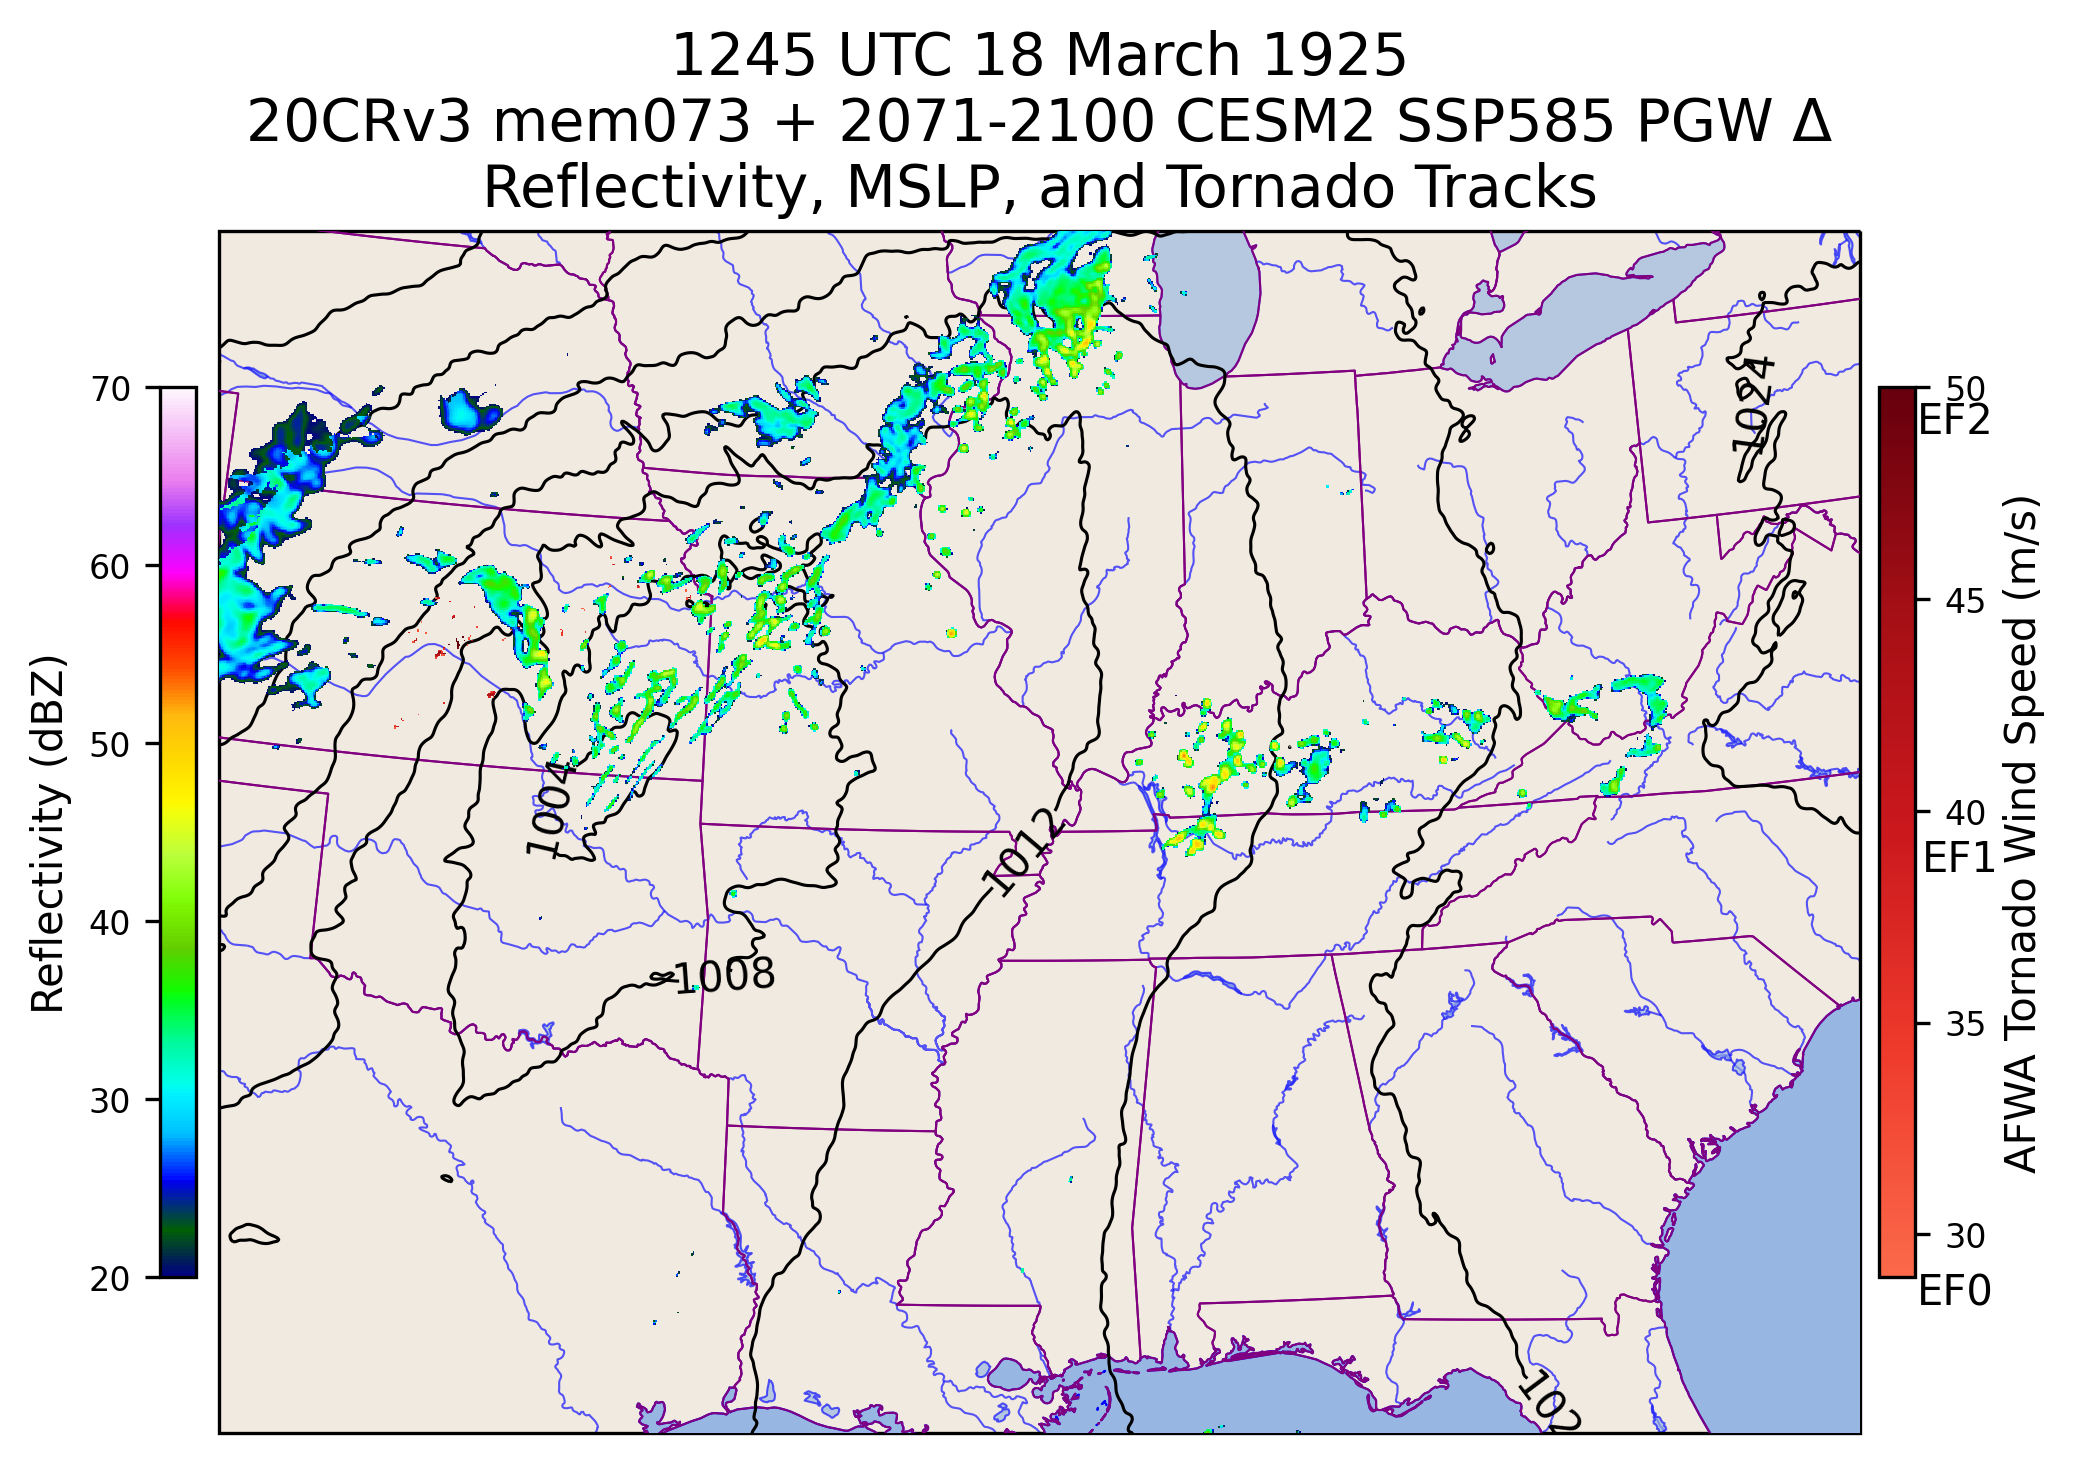 1245 UTC 18 March 1925
20CRv3 mem073 + 2071-2100 CESM2 SSP585 PGW Δ
Reflectivity, MSLP, and Tornado Tracks
70
60
50
40
30
20
Reflectivity (dBZ)
1024
1004
1012
1008
102
50
EF2
45
40
EF1
35
30
EF0
AFWA Tornado Wind Speed (m/s)